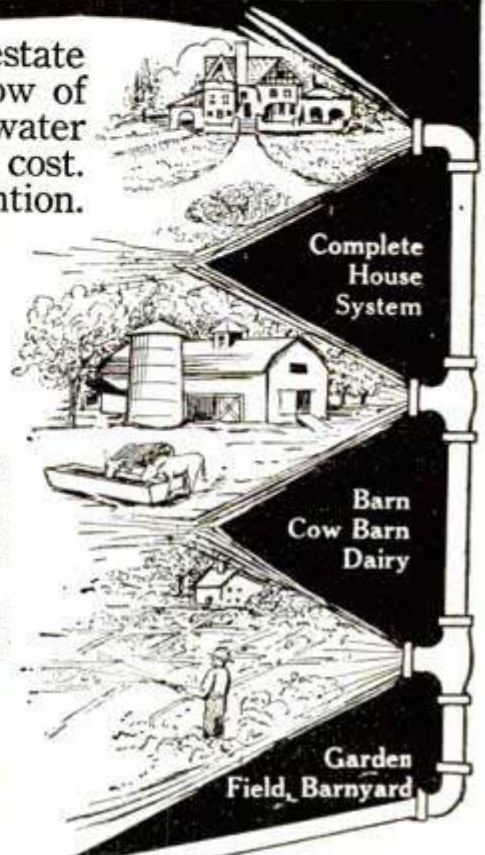 estate
ow of
water
cost.
ntion.
Complete
House
System
Barn
Cow Barn
Dairy
Garden
Field, Barnyard